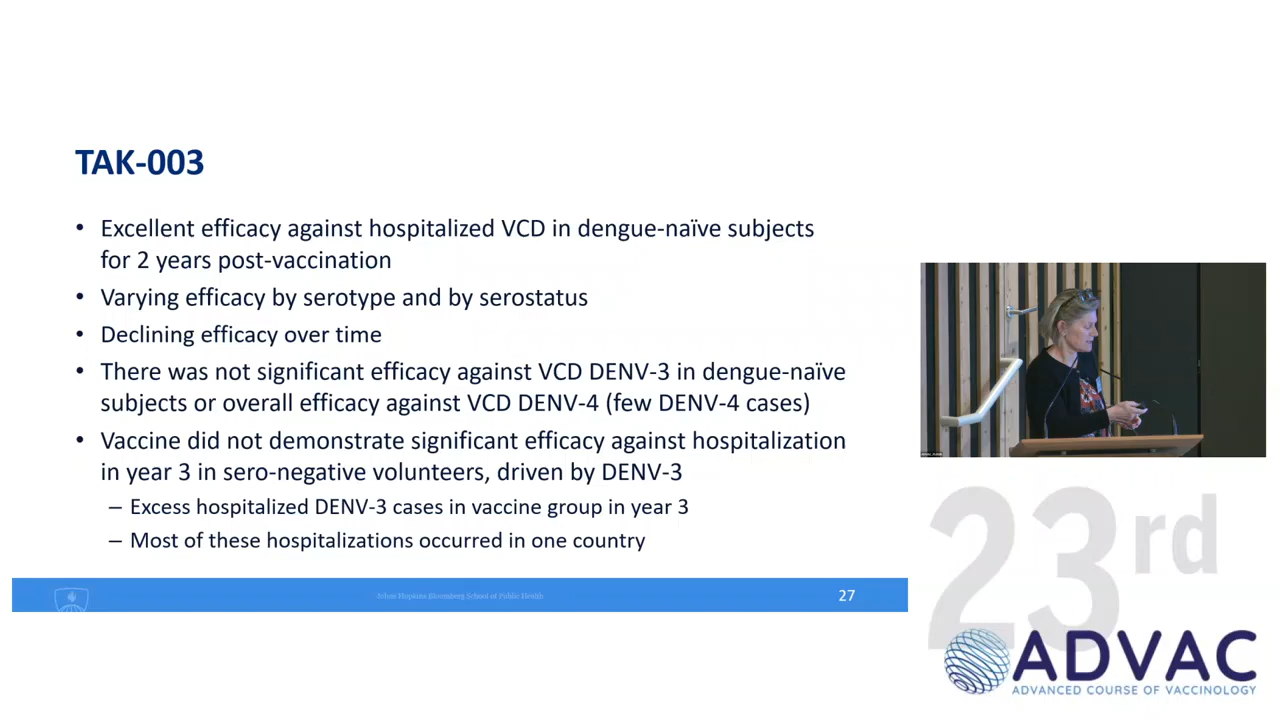 TAK-003
• Excellent efficacy against hospitalized VCD in dengue-naïve subjects
for 2 years post-vaccination
• Varying efficacy by serotype and by serostatus
• Declining efficacy over time
• There was not significant efficacy against VCD DENV-3 in dengue-naïve
subjects or overall efficacy against VCD DENV-4 (few DENV-4 cases)
• Vaccine did not demonstrate significant efficacy against hospitalization
in year 3 in sero-negative volunteers, driven by DENV-3
– Excess hospitalized DENV-3 cases in vaccine group in year 3
– Most of these hospitalizations occurred in one country
Johns Hopkins Bloomberg School of Public Health
27
23rd
ADVAC
ADVANCED COURSE OF VACCINOLOGY